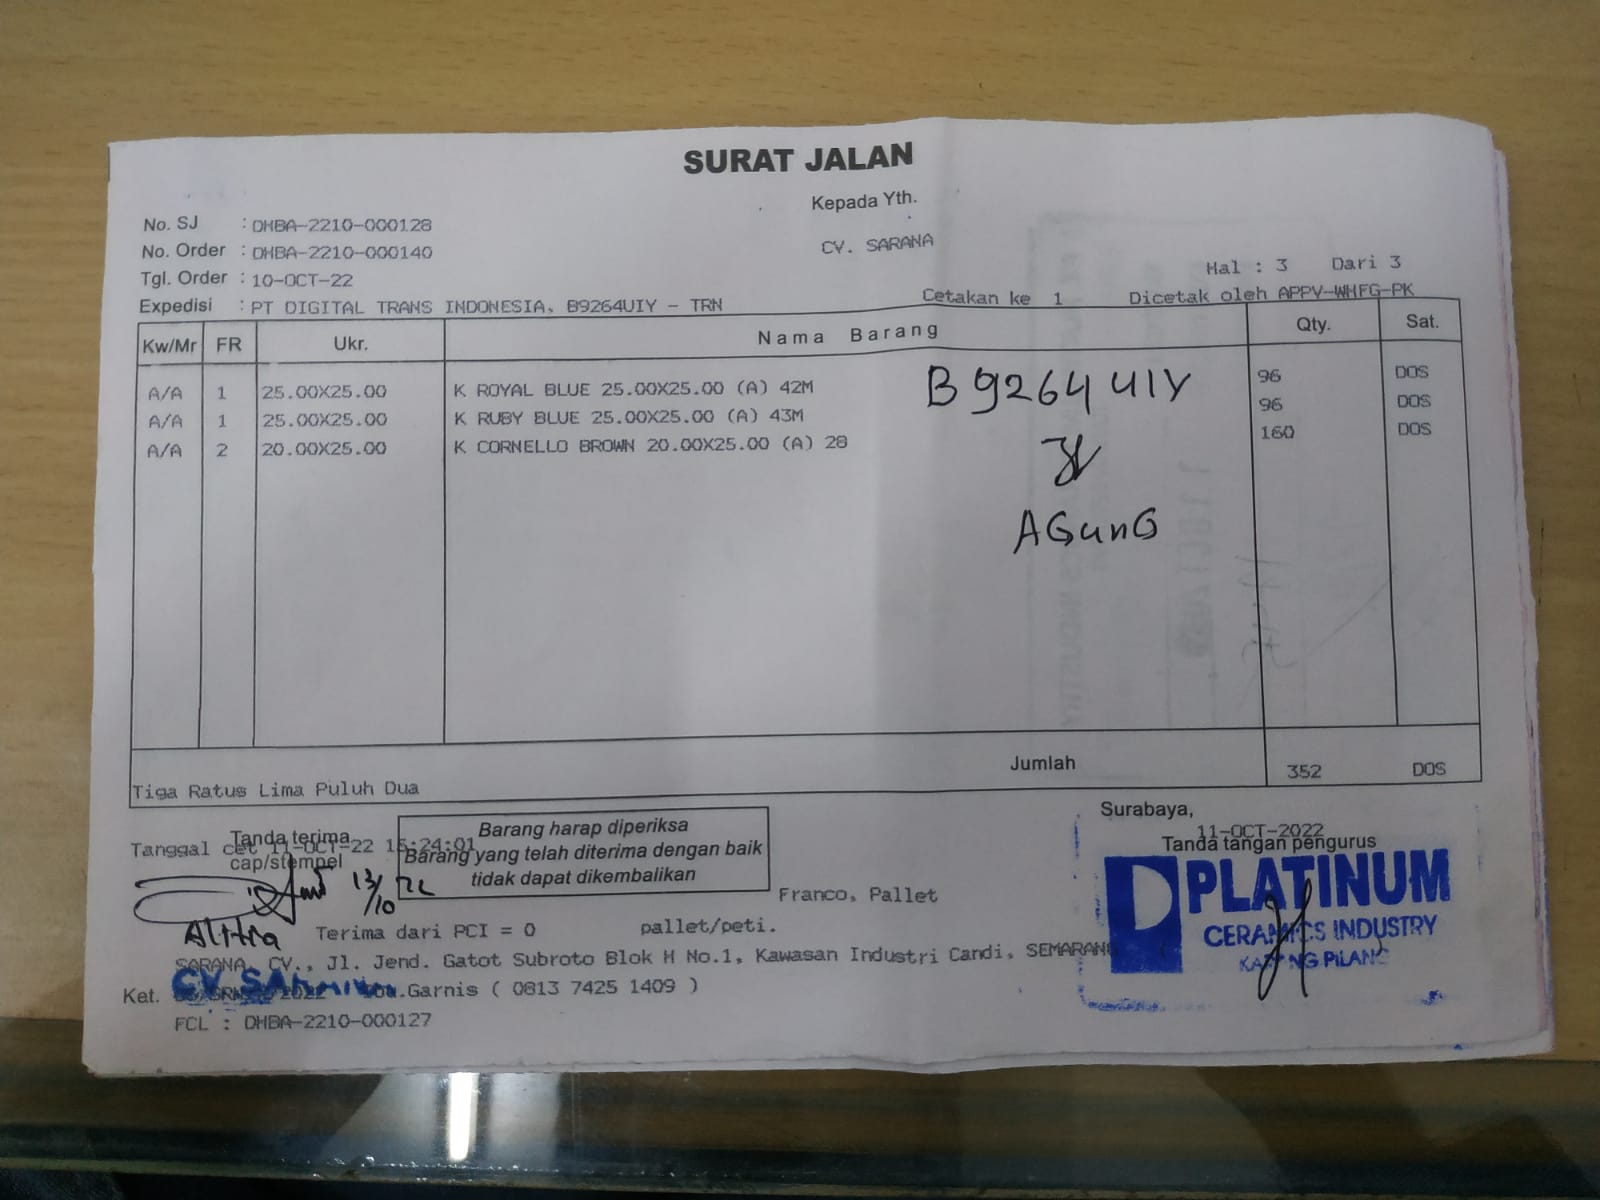 SURAT JALAN
Kepada Yth.
CV. SARANA
No. SJ : DHBA-2210-000128
No. Order : DHBA-2210-000140
Tgl. Order : 10-OCT-22
Hal : 3 Dari 3
Expedisi : PT DIGITAL TRANS INDONESIA, B9264UIY - TRN
Cetakan ke 1 Dicetak oleh APPV-WHFG-PK
Kw/Mr FR Ukr. Nama Barang Qty. Sat.
A/A 1 25.00X25.00 K ROYAL BLUE 25.00X25.00 (A) 42M 96 DOS
A/A 1 25.00X25.00 K RUBY BLUE 25.00X25.00 (A) 43M 96 DOS
A/A 2 20.00X25.00 K CORNELLO BROWN 20.00X25.00 (A) 28 160 DOS
B 9264 UIY
AGunG
Jumlah 352 DOS
Tiga Ratus Lima Puluh Dua
Tanda terima
cap/stempel
Tanggal cet 11-OCT-22 15:24:01
Barang harap diperiksa
Barang yang telah diterima dengan baik
tidak dapat dikembalikan
Surabaya,
11-OCT-2022
Tanda tangan pengurus
13/10 22
Franco, Pallet
PLATINUM
CERAMICS INDUSTRY
KARANG PILANG
Terima dari PCI = 0 pallet/peti.
SARANA, CV., Jl. Jend. Gatot Subroto Blok H No.1, Kawasan Industri Candi, SEMARANG
CV SARANA
Ket. Garnis ( 0813 7425 1409 )
FCL : DHBA-2210-000127